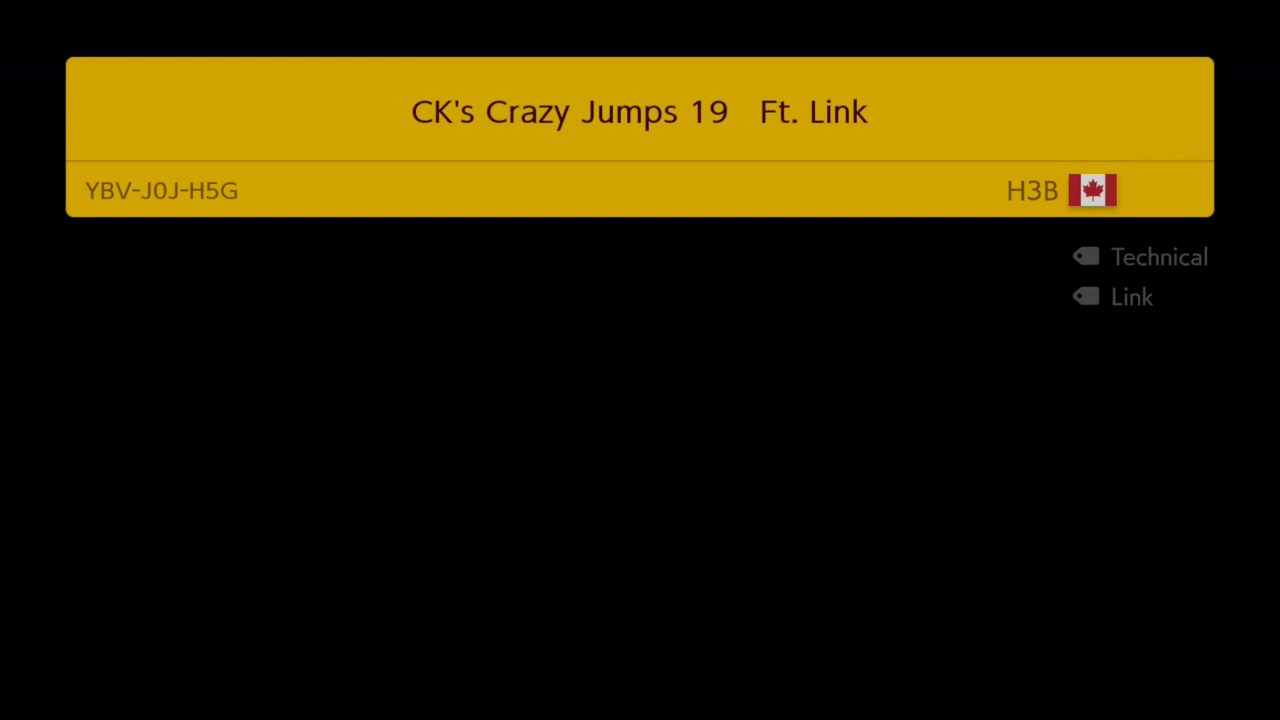 CK's Crazy Jumps 19 Ft. Link
YBV-J0J-H5G
H3B
Technical
Link